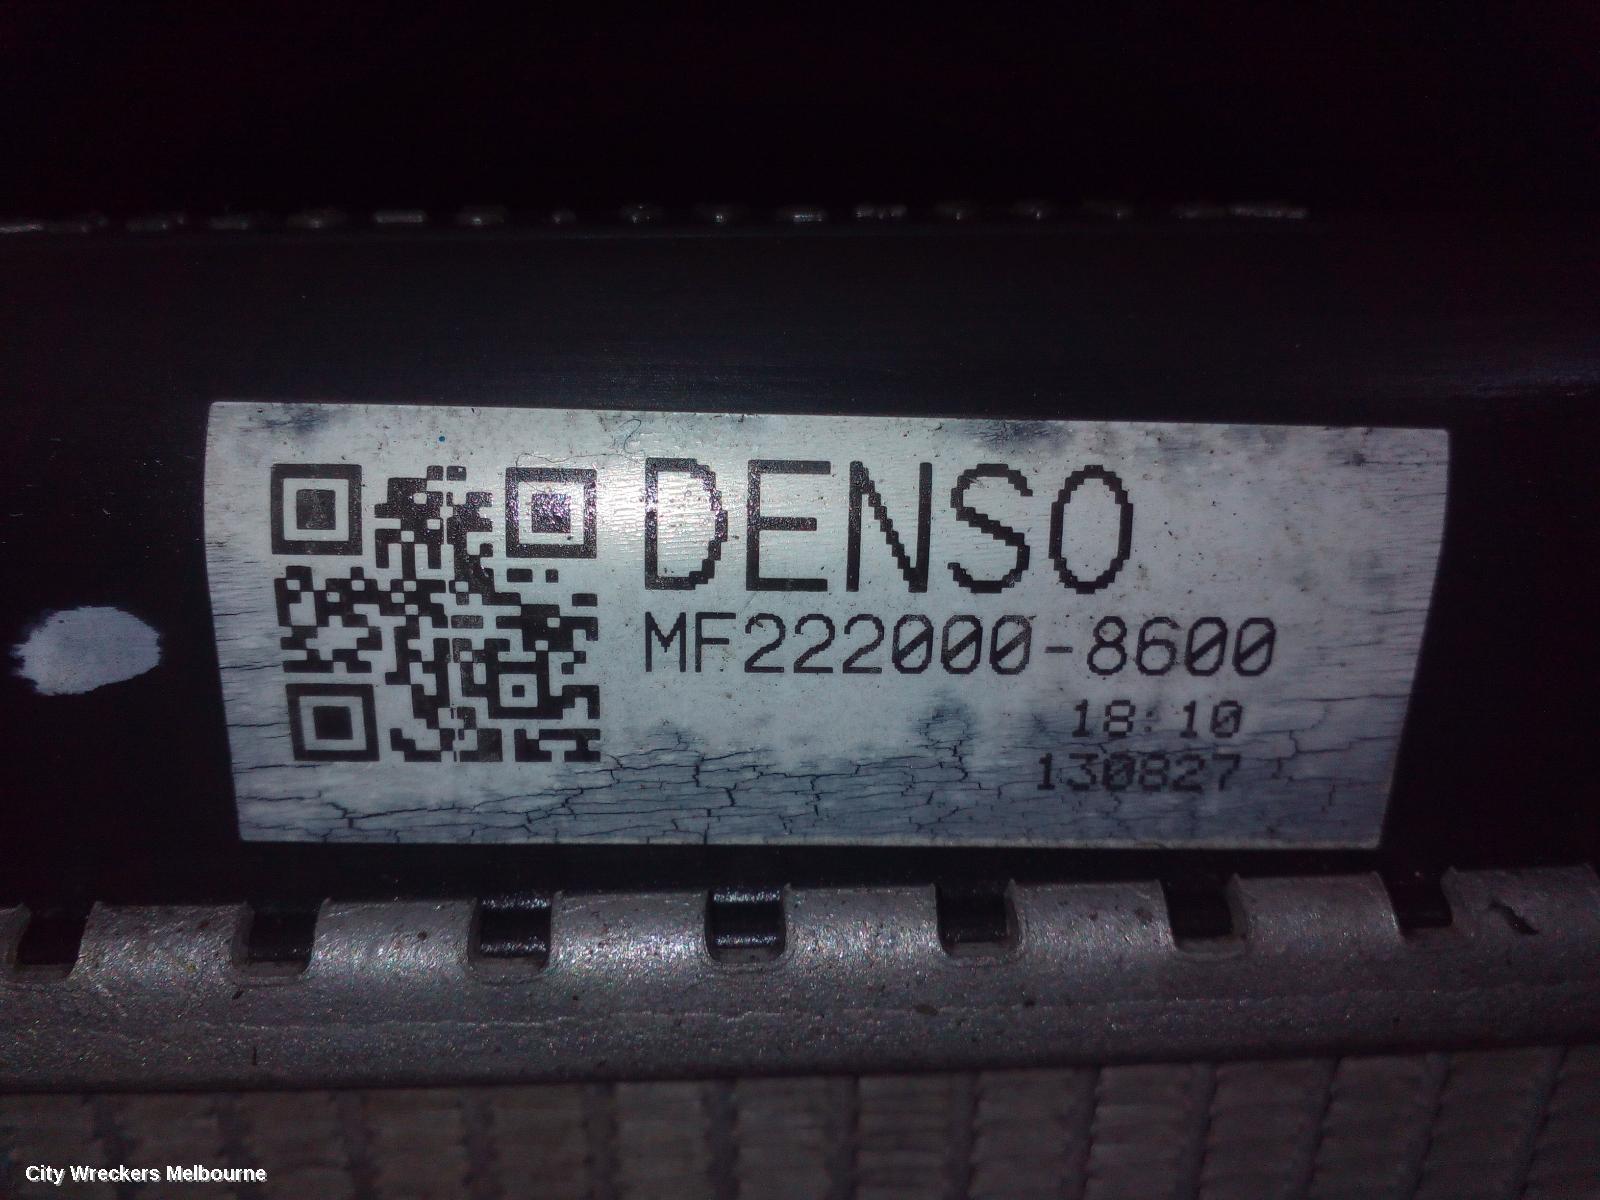 DENSO
MF222000-8600
18:10
130827
City Wreckers Melbourne